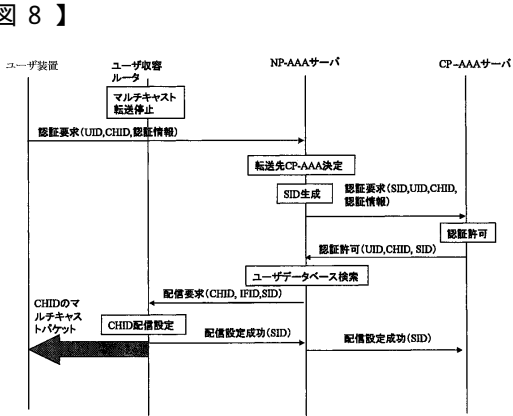 図 8 】
ユーザ装置
ユーザ収容
ルータ
NP-AAAサーバ
CP-AAAサーバ
マルチキャスト
転送停止
認証要求(UID,CHID,認証情報)
転送先CP-AAA決定
SID生成
認証要求(SID,UID,CHID,
認証情報)
認証許可
認証許可(UID,CHID, SID)
ユーザデータベース検索
配信要求(CHID, IFID,SID)
CHIDのマ
ルチキャス
トパケット
CHID配信設定
配信設定成功(SID)
配信設定成功(SID)